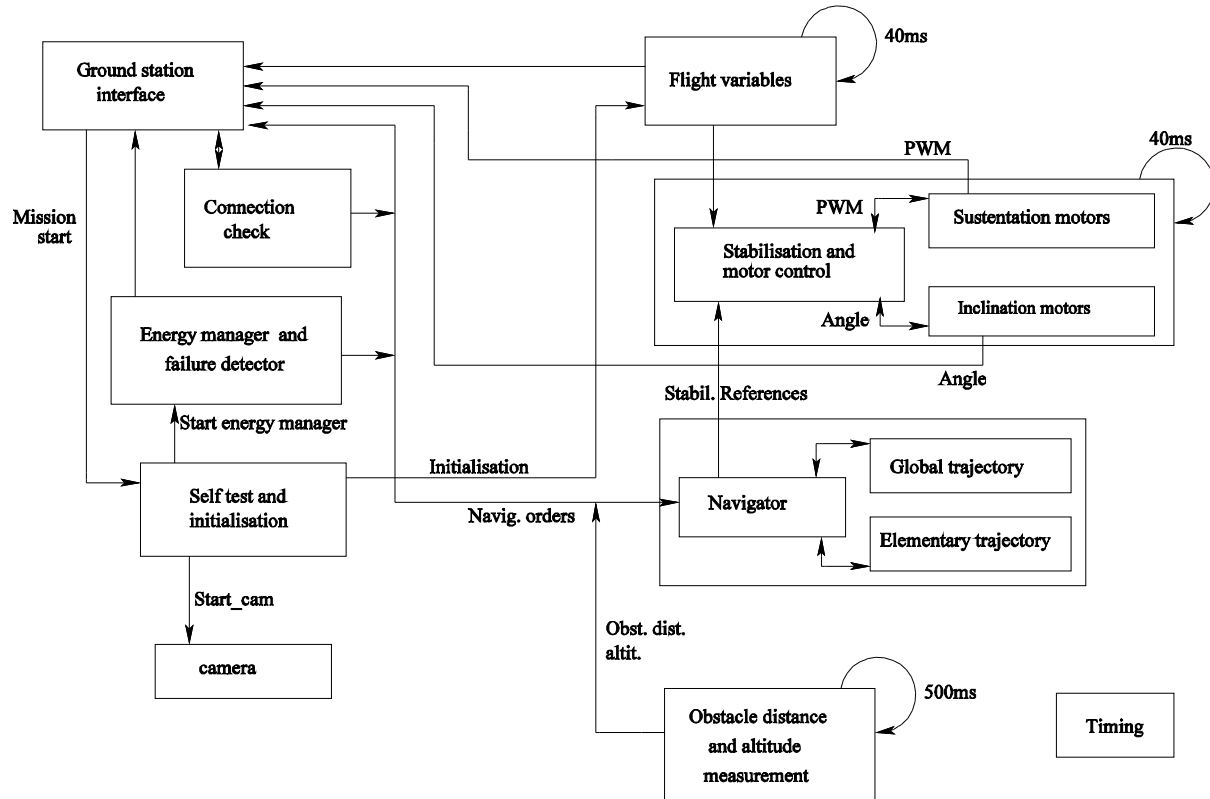 40ms
Ground station
interface
Flight variables
PWM
40ms
Mission
start
Connection
check
PWM
Sustentation motors
Stabilisation and
motor control
Energy manager and
failure detector
Angle
Inclination motors
Angle
Stabil. References
Start energy manager
Initialisation
Global trajectory
Self test and
initialisation
Navig. orders
Navigator
Elementary trajectory
Start_cam
Obst. dist.
altit.
camera
500ms
Obstacle distance
and altitude
measurement
Timing